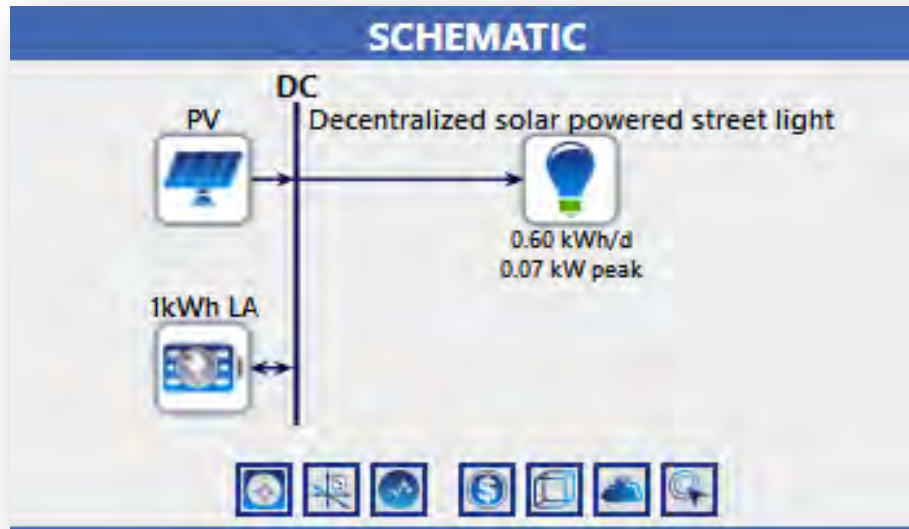 SCHEMATIC
DC
PV
Decentralized solar powered street light
0.60 kWh/d
0.07 kW peak
1kWh LA